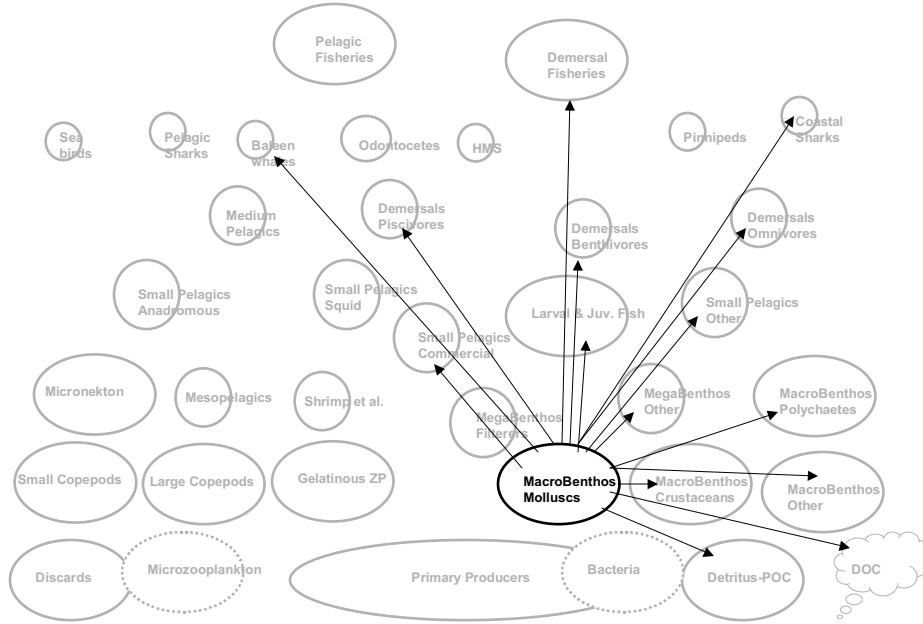 Pelagic
Fisheries
Demersal
Fisheries
Sea
birds
Pelagic
Sharks
Baleen
whales
Odontocetes
HMS
Pinnipeds
Coastal
Sharks
Medium
Pelagics
Demersals
Piscivores
Demersals
Benthivores
Demersals
Omnivores
Small Pelagics
Anadromous
Small Pelagics
Squid
Small Pelagics
Commercial
Larval & Juv. Fish
Small Pelagics
Other
Micronekton
Mesopelagics
Shrimp et al.
MegaBenthos
Filterers
MegaBenthos
Other
MacroBenthos
Polychaetes
Small Copepods
Large Copepods
Gelatinous ZP
MacroBenthos
Molluscs
MacroBenthos
Crustaceans
MacroBenthos
Other
Discards
Microzooplankton
Primary Producers
Bacteria
Detritus-POC
DOC